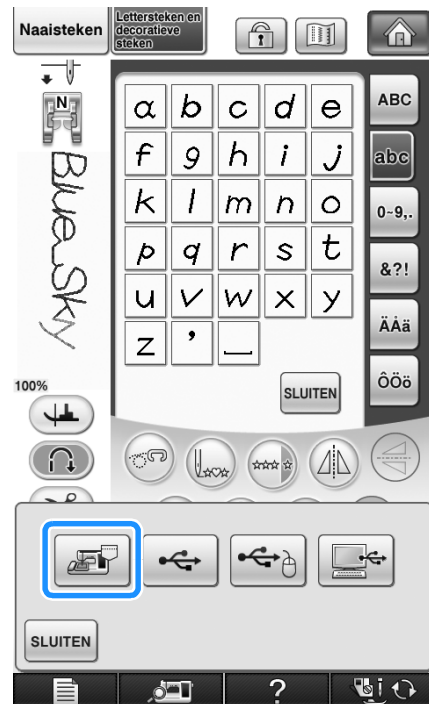 Naaisteken
Lettersteken en
decoratieve
steken
N
ABC
a b c d e
f g h i j
abc
k l m n o
0~9,.
p q r s t
&?!
u v w x y
ÄÅä
z ’ _
Blue_Sky
100%
SLUITEN
ÔÖö
SLUITEN
?